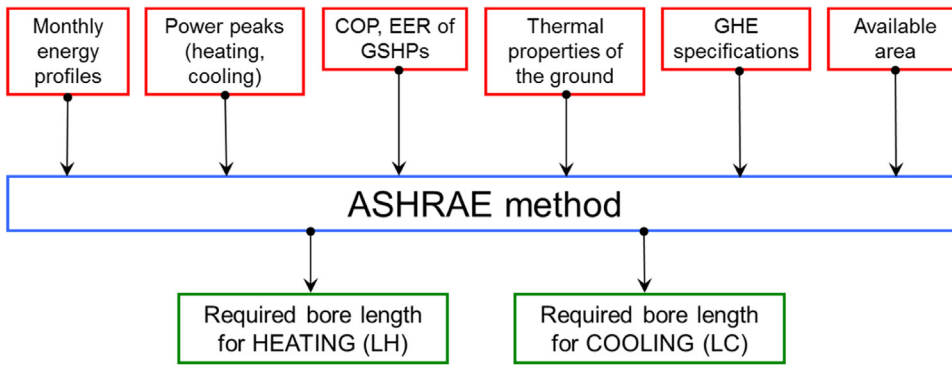 Monthly
energy
profiles
Power peaks
(heating,
cooling)
COP, EER of
GSHPs
Thermal
properties of
the ground
GHE
specifications
Available
area
ASHRAE method
Required bore length
for HEATING (LH)
Required bore length
for COOLING (LC)